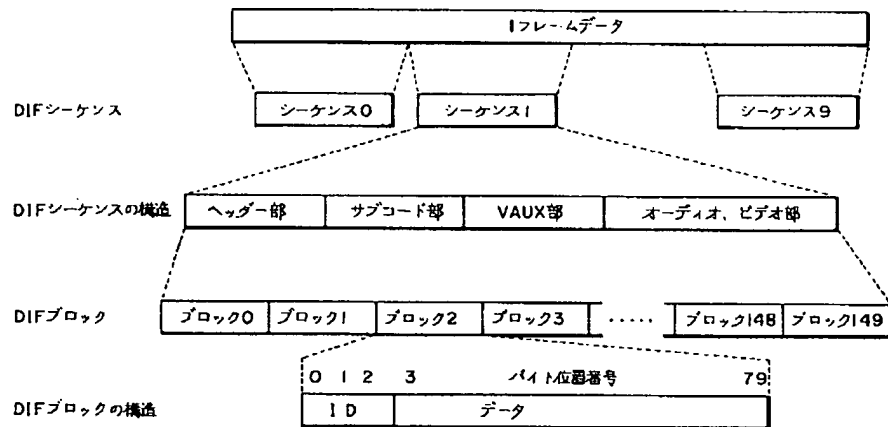 1フレームデータ
DIFシーケンス シーケンス0 シーケンス1 シーケンス9
DIFシーケンスの構造 ヘッダー部 サブコード部 VAUX部 オーディオ、ビデオ部
DIFブロック ブロック0 ブロック1 ブロック2 ブロック3 ..... ブロック148 ブロック149
0 1 2 3 バイト位置番号 79
DIFブロックの構造 ID データ